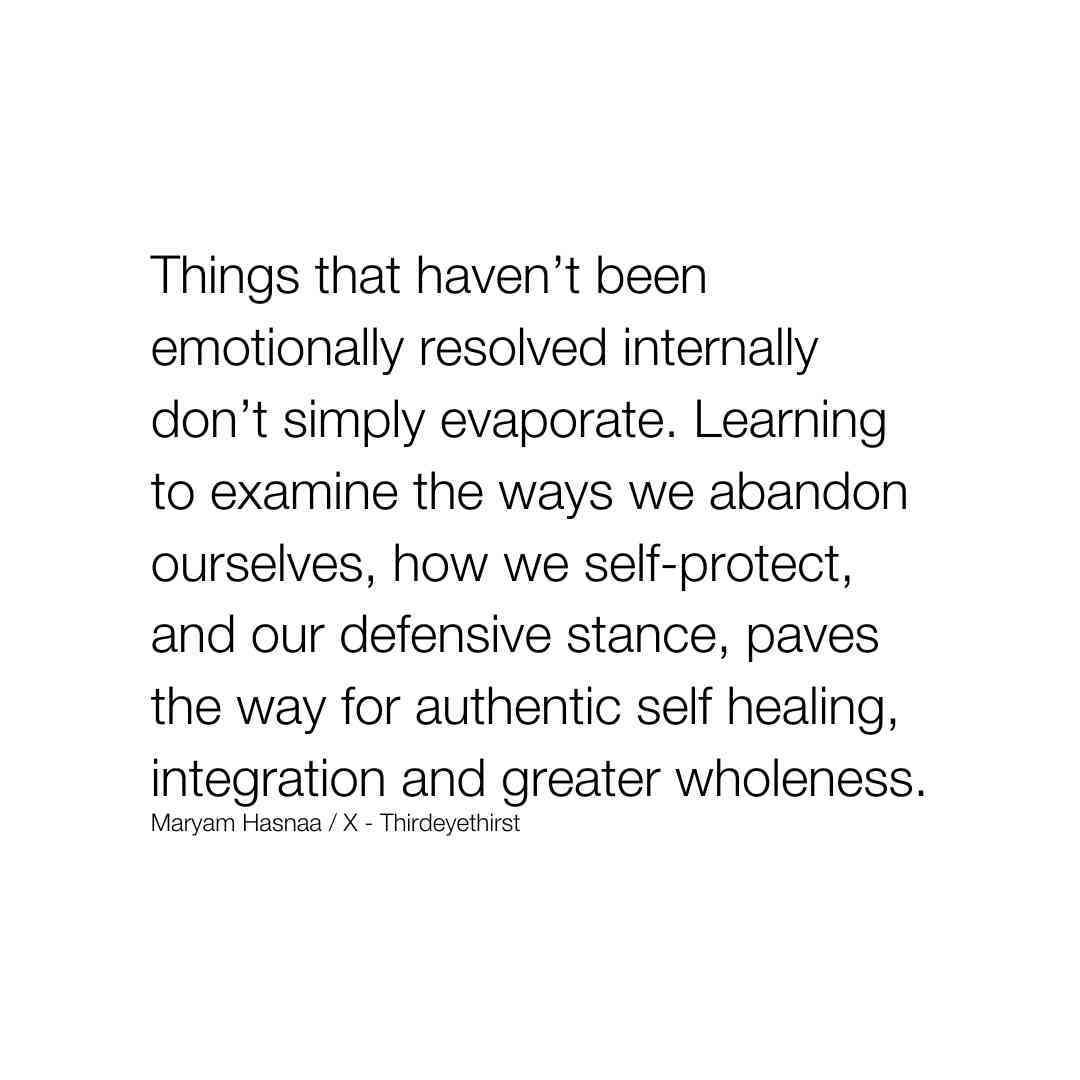 Things that haven’t been
emotionally resolved internally
don’t simply evaporate. Learning
to examine the ways we abandon
ourselves, how we self-protect,
and our defensive stance, paves
the way for authentic self healing,
integration and greater wholeness.
Maryam Hasnaa / X - Thirdeyethirst